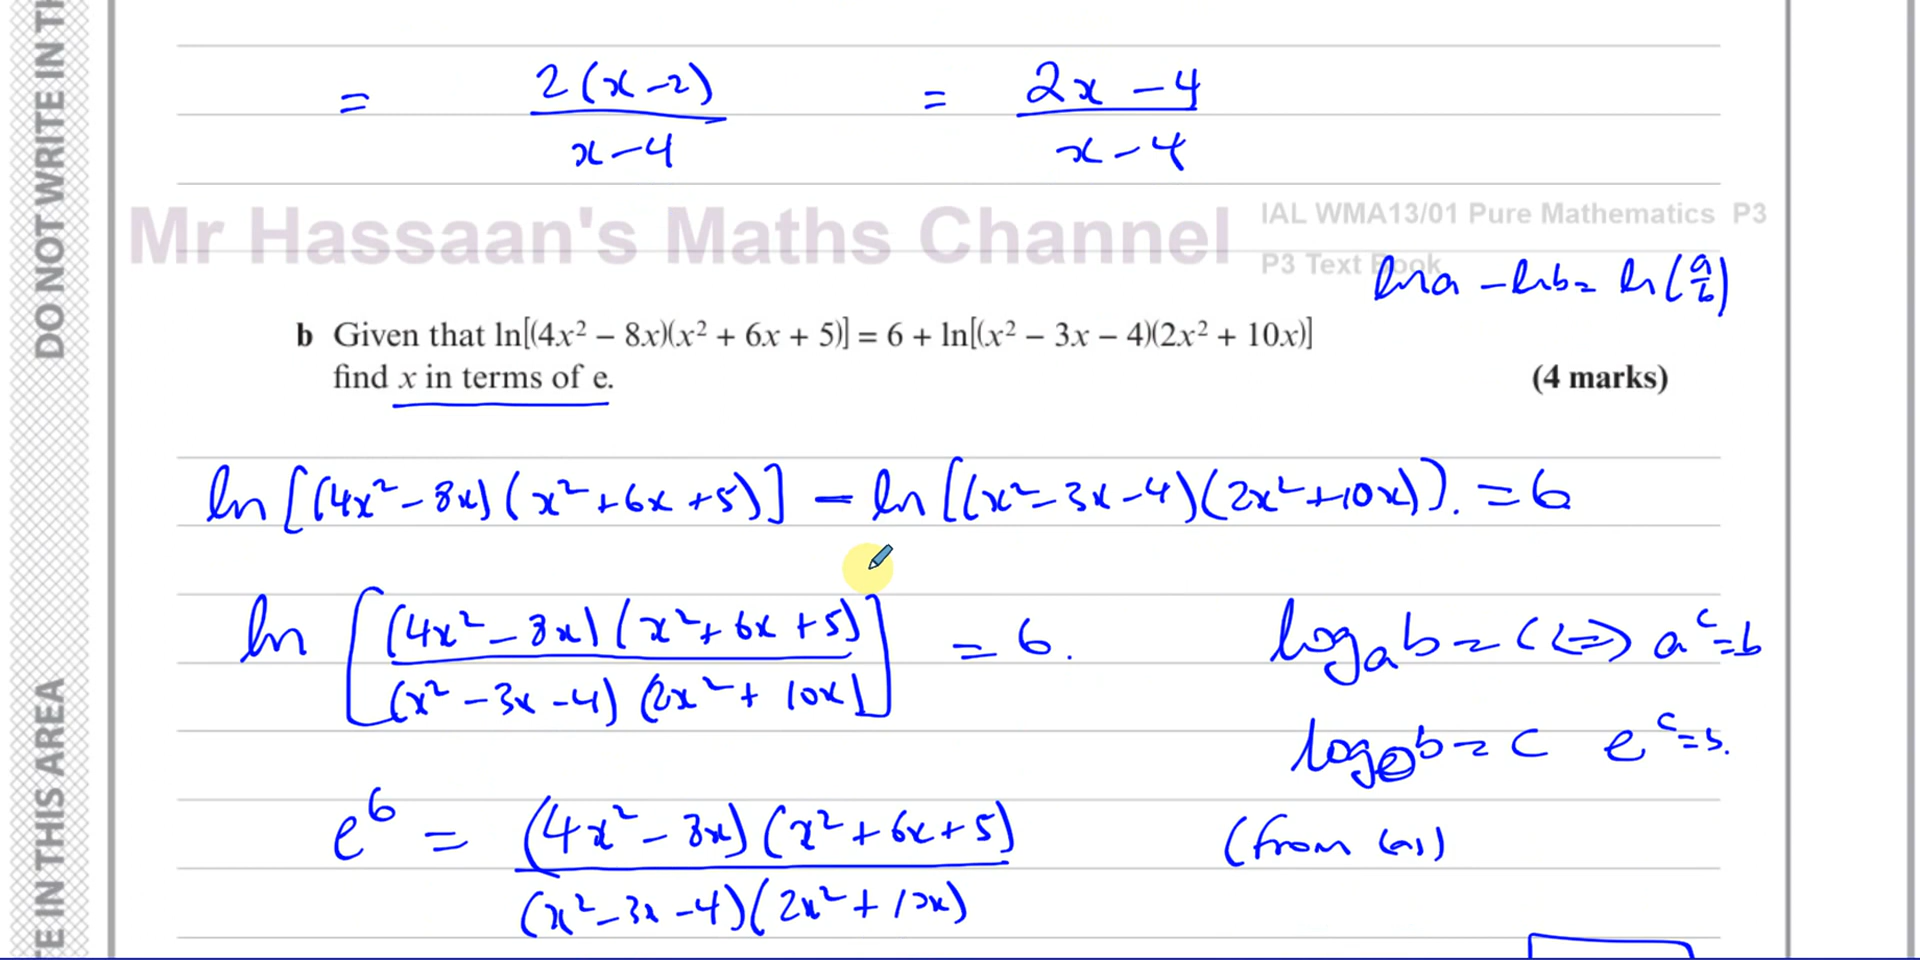 DO NOT WRITE IN TH
E IN THIS AREA
= 2(x-2)/x-4 = 2x-4/x-4
Mr Hassaan's Maths Channel
IAL WMA13/01 Pure Mathematics P3
P3 Text Book
ln a - ln b = ln(a/b)
b Given that ln[(4x² – 8x)(x² + 6x + 5)] = 6 + ln[(x² – 3x – 4)(2x² + 10x)]
find x in terms of e.
(4 marks)
ln[(4x²-8x)(x²+6x+5)] - ln[(x²-3x-4)(2x²+10x)]. = 6
ln[(4x²-8x)(x²+6x+5)/(x²-3x-4)(2x²+10x)] = 6.
logₐb = c ⇔ a^c = b
logₑb = c e^c = b.
e⁶ = (4x²-8x)(x²+6x+5)/(x²-3x-4)(2x²+10x)
(from (a))